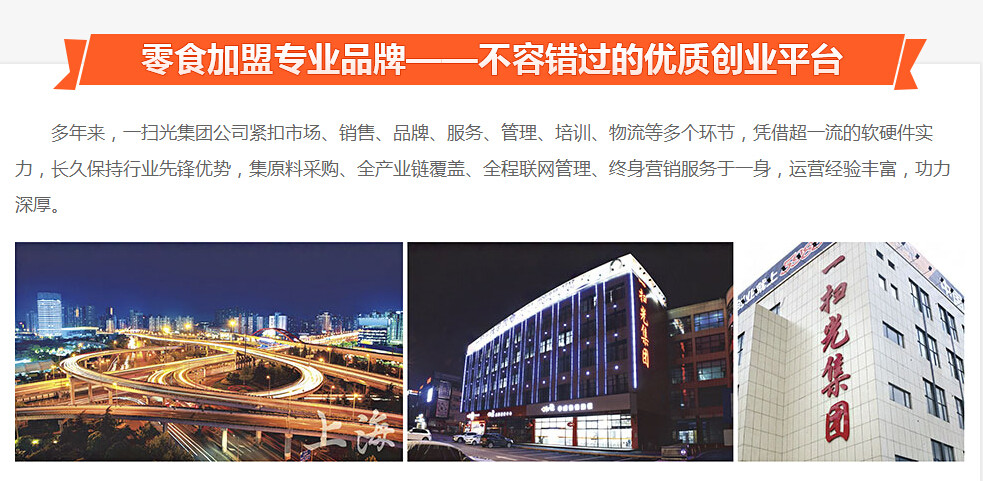 零食加盟专业品牌——不容错过的优质创业平台
多年来，一扫光集团公司紧扣市场、销售、品牌、服务、管理、培训、物流等多个环节，凭借超一流的软硬件实
力，长久保持行业先锋优势，集原料采购、全产业链覆盖、全程联网管理、终身营销服务于一身，运营经验丰富，功力
深厚。
上海
一扫光集团
一扫光集团